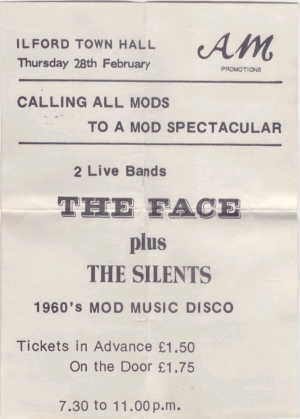 ILFORD TOWN HALL
Thursday 28th February
AM
PROMOTIONS
CALLING ALL MODS
TO A MOD SPECTACULAR
2 Live Bands
THE FACE
plus
THE SILENTS
1960's MOD MUSIC DISCO
Tickets in Advance £1.50
On the Door £1.75
7.30 to 11.00p.m.